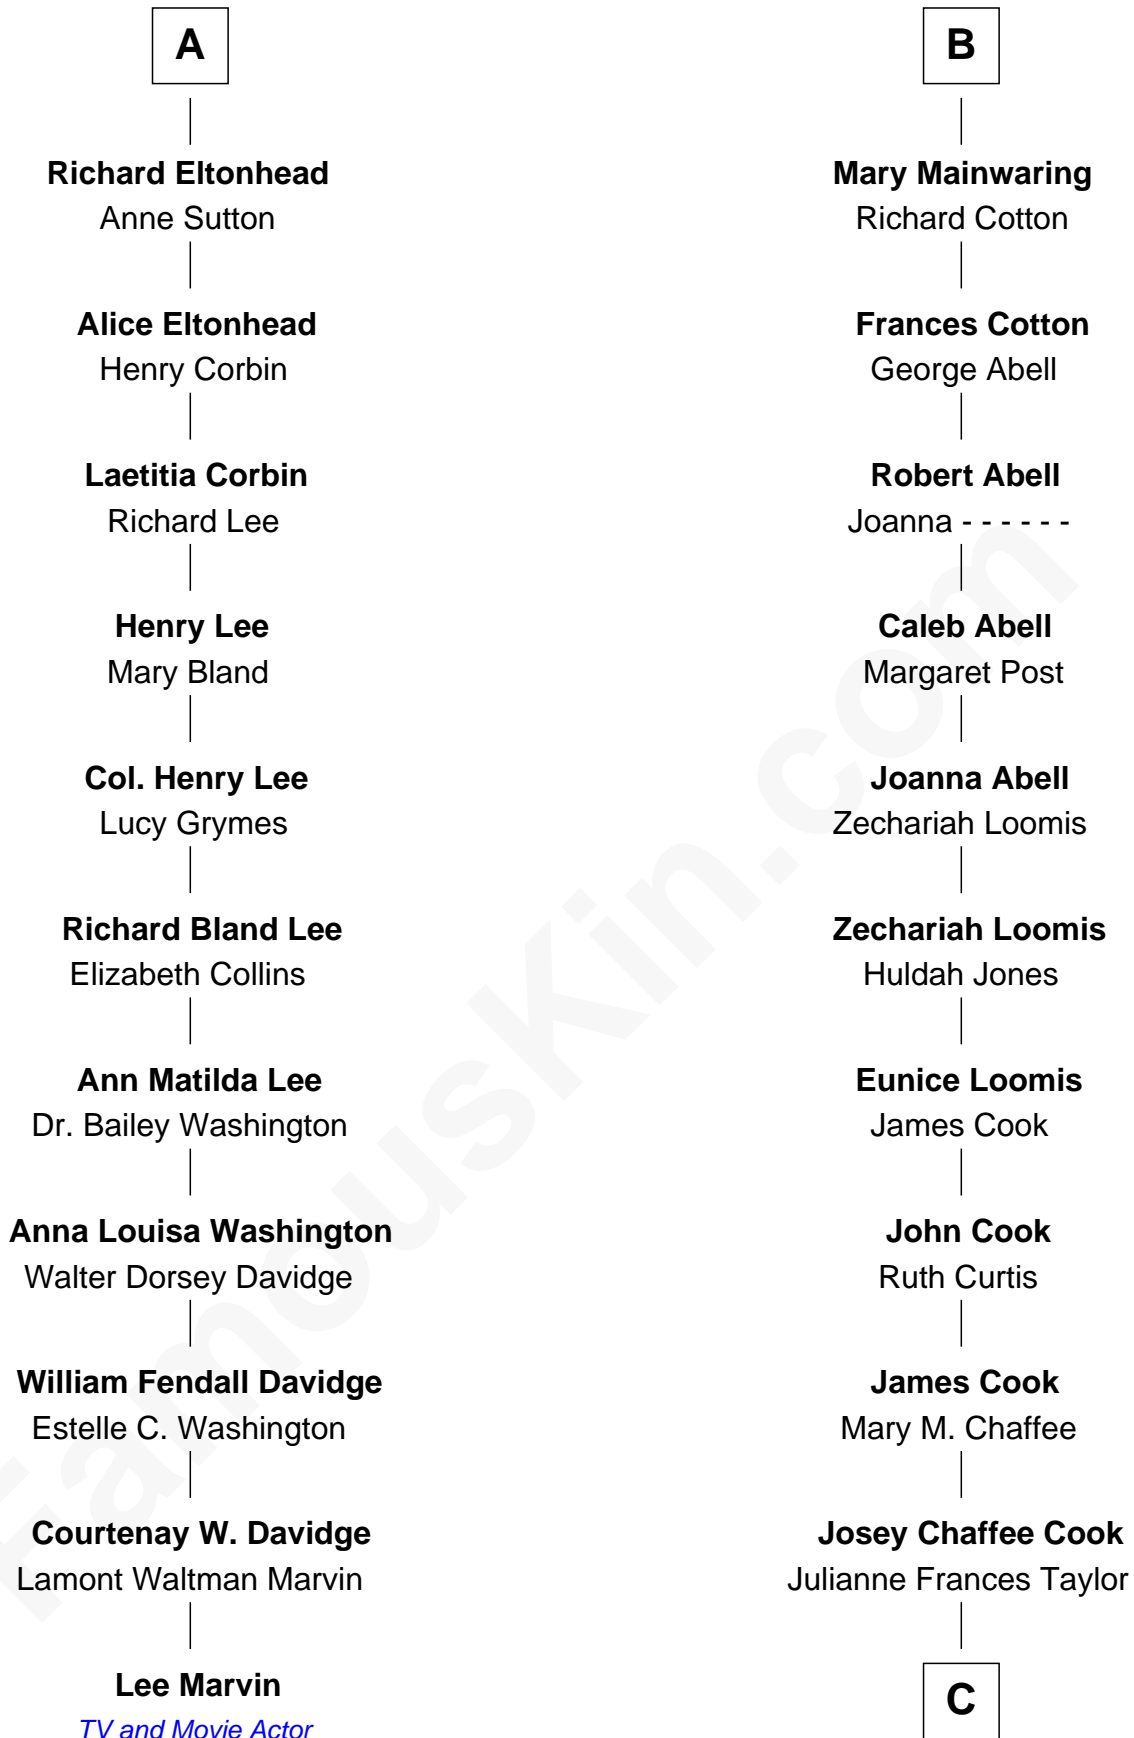 A
Richard Eltonhead
Anne Sutton
Alice Eltonhead
Henry Corbin
Laetitia Corbin
Richard Lee
Henry Lee
Mary Bland
Col. Henry Lee
Lucy Grymes
Richard Bland Lee
Elizabeth Collins
Ann Matilda Lee
Dr. Bailey Washington
Anna Louisa Washington
Walter Dorsey Davidge
William Fendall Davidge
Estelle C. Washington
Courtenay W. Davidge
Lamont Waltman Marvin
Lee Marvin
TV and Movie Actor
B
Mary Mainwaring
Richard Cotton
Frances Cotton
George Abell
Robert Abell
Joanna - - - - - -
Caleb Abell
Margaret Post
Joanna Abell
Zechariah Loomis
Zechariah Loomis
Huldah Jones
Eunice Loomis
James Cook
John Cook
Ruth Curtis
James Cook
Mary M. Chaffee
Josey Chaffee Cook
Julianne Frances Taylor
C
FamousKin.com